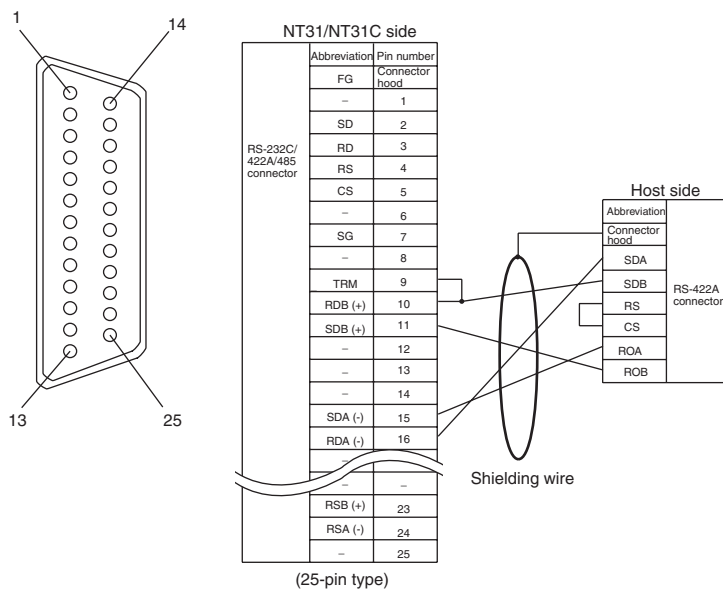 1
14
13
25
NT31/NT31C side
Abbreviation Pin number
RS-232C/
422A/485
connector
FG Connector
hood
– 1
SD 2
RD 3
RS 4
CS 5
– 6
SG 7
– 8
TRM 9
RDB (+) 10
SDB (+) 11
– 12
– 13
– 14
SDA (-) 15
RDA (-) 16
–
– –
RSB (+) 23
RSA (-) 24
– 25
(25-pin type)
Shielding wire
Host side
Abbreviation
Connector
hood
SDA
SDB
RS
CS
ROA
ROB
RS-422A
connector